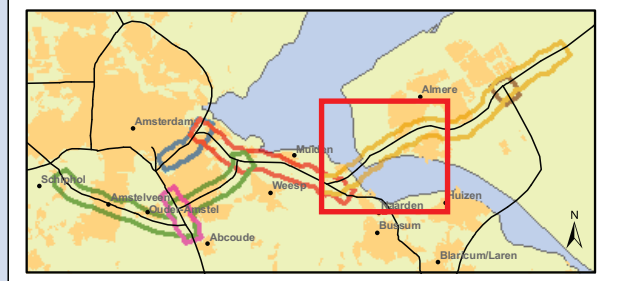 Almere
Amsterdam
Muiden
Schiphol
Weesp
Amstelveen
Ouder-Amstel
Huizen
Naarden
N
Bussum
Abcoude
Blaricum/Laren